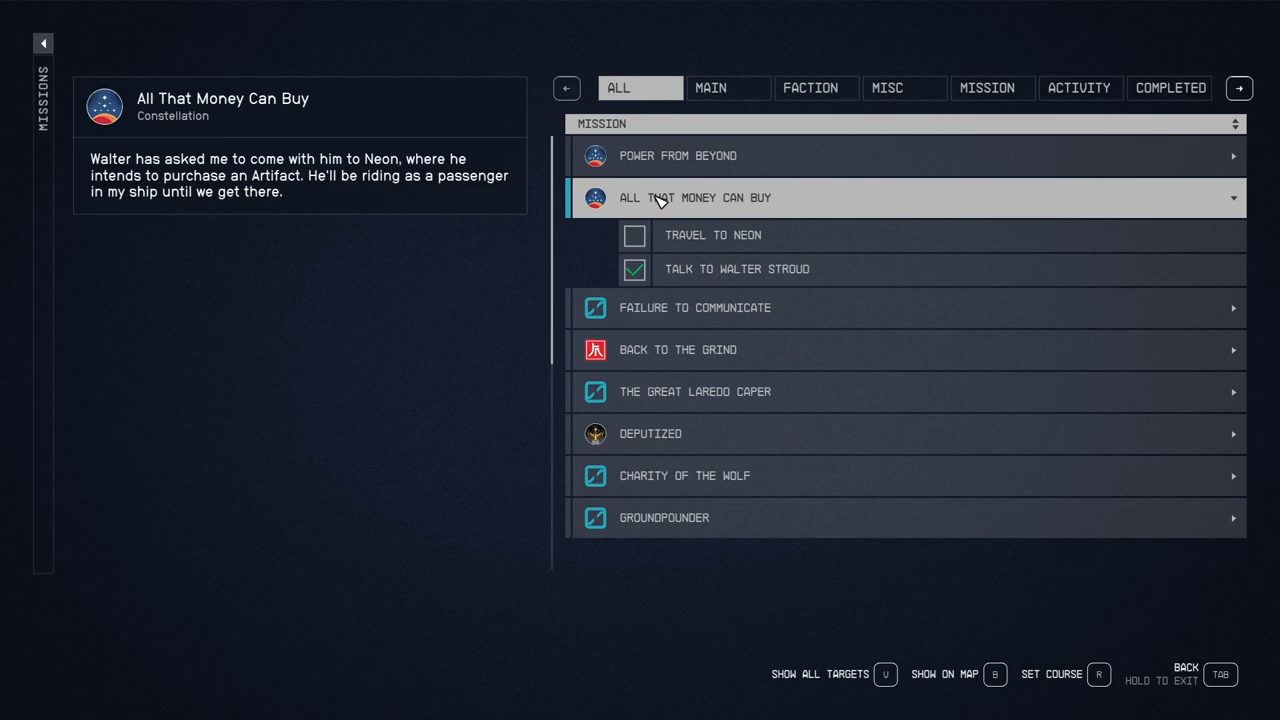 MISSIONS
All That Money Can Buy
Constellation
Walter has asked me to come with him to Neon, where he
intends to purchase an Artifact. He'll be riding as a passenger
in my ship until we get there.
ALL MAIN FACTION MISC MISSION ACTIVITY COMPLETED
MISSION
POWER FROM BEYOND
ALL THAT MONEY CAN BUY
TRAVEL TO NEON
TALK TO WALTER STROUD
FAILURE TO COMMUNICATE
BACK TO THE GRIND
THE GREAT LAREDO CAPER
DEPUTIZED
CHARITY OF THE WOLF
GROUNDPOUNDER
SHOW ALL TARGETS V SHOW ON MAP B SET COURSE R BACK TAB
HOLD TO EXIT